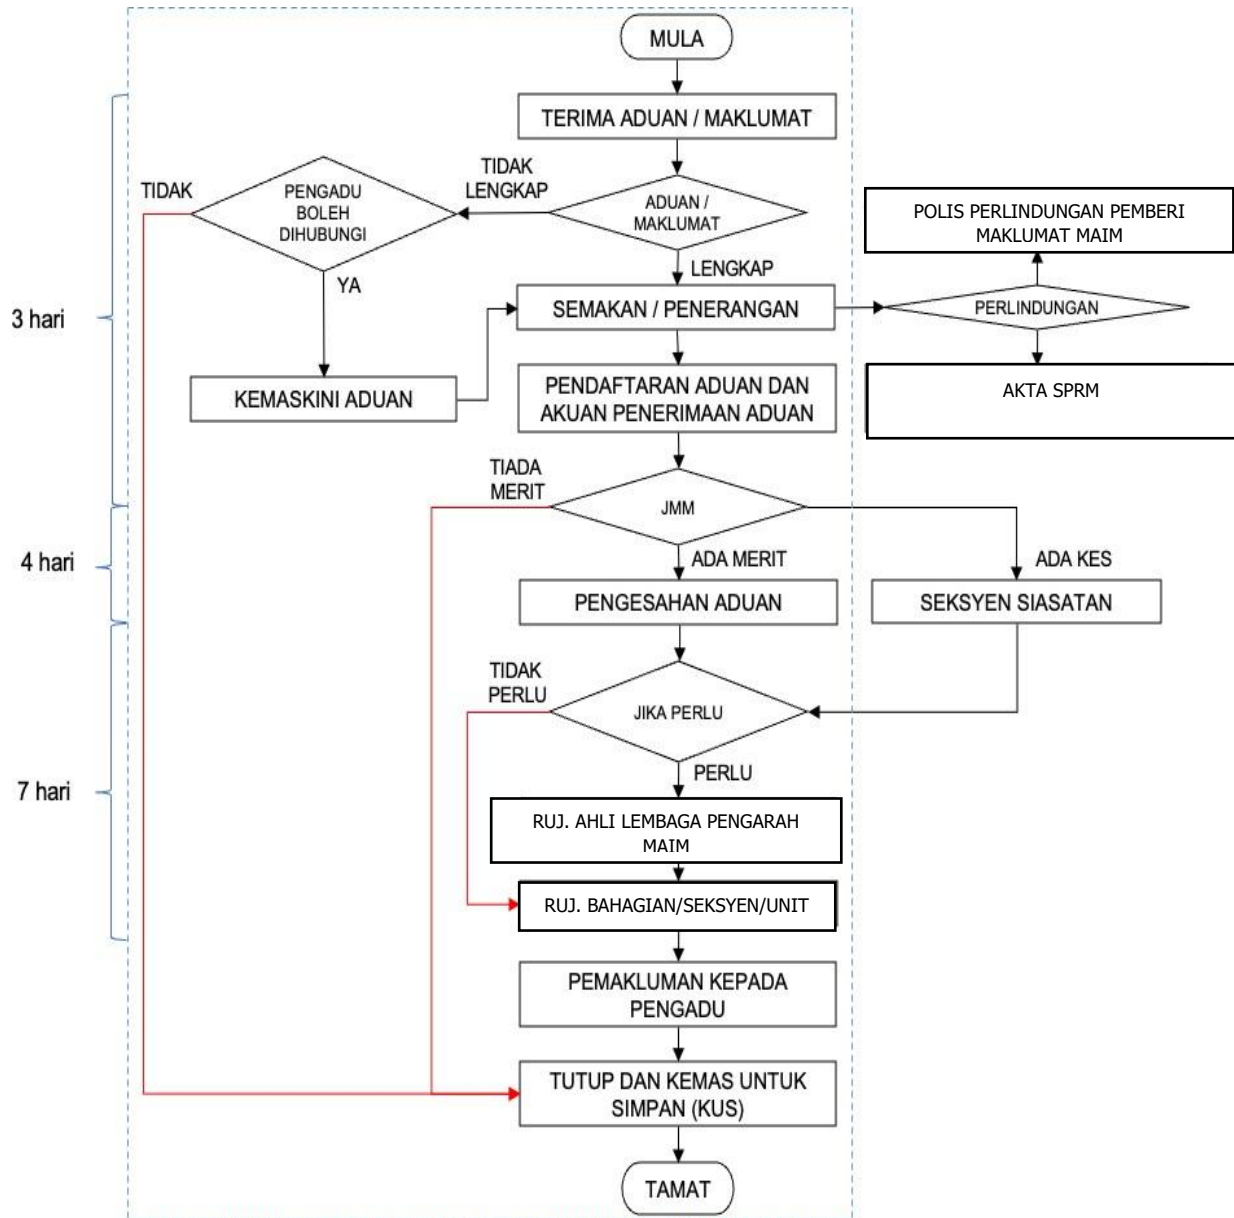 MULA
TERIMA ADUAN / MAKLUMAT
TIDAK
TIDAK
LENGKAP
PENGADU
BOLEH
DIHUBUNGI
ADUAN /
MAKLUMAT
POLIS PERLINDUNGAN PEMBERI
MAKLUMAT MAIM
LENGKAP
YA
3 hari
SEMAKAN / PENERANGAN
PERLINDUNGAN
KEMASKINI ADUAN
PENDAFTARAN ADUAN DAN
AKUAN PENERIMAAN ADUAN
AKTA SPRM
TIADA
MERIT
JMM
4 hari
ADA MERIT
ADA KES
PENGESAHAN ADUAN
SEKSYEN SIASATAN
TIDAK
PERLU
JIKA PERLU
PERLU
7 hari
RUJ. AHLI LEMBAGA PENGARAH
MAIM
RUJ. BAHAGIAN/SEKSYEN/UNIT
PEMAKLUMAN KEPADA
PENGADU
TUTUP DAN KEMAS UNTUK
SIMPAN (KUS)
TAMAT